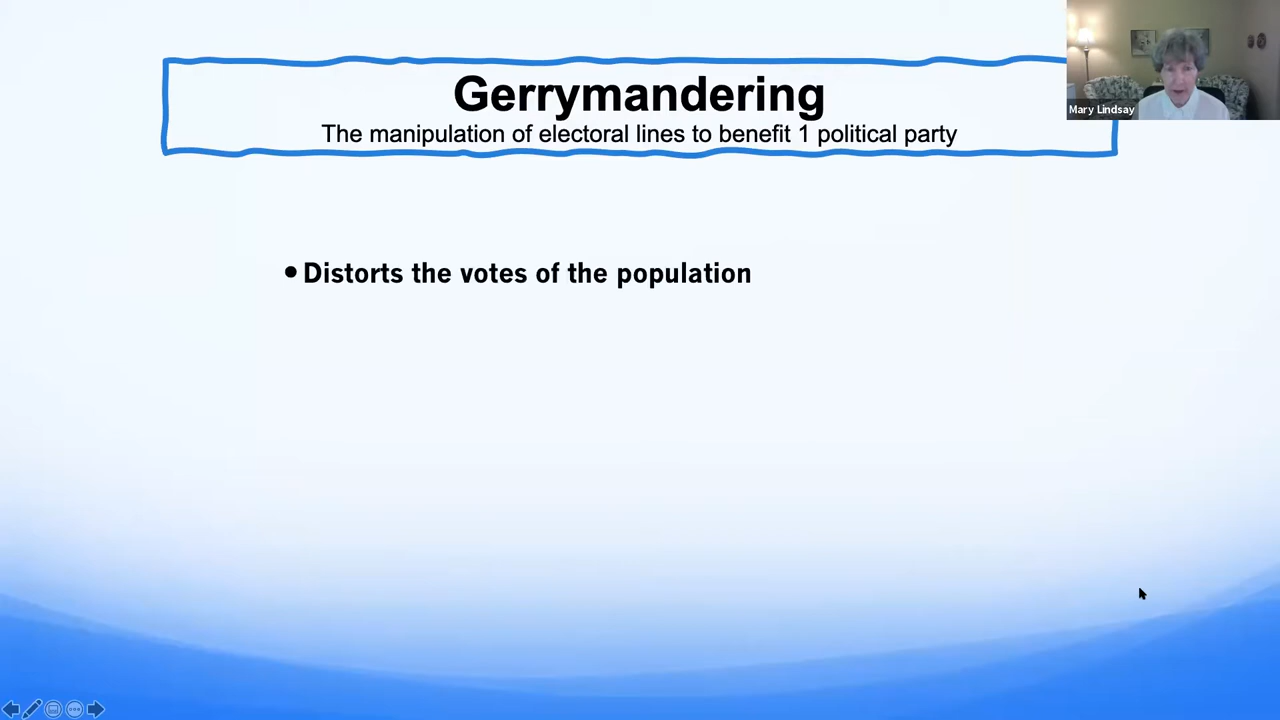 Gerrymandering
The manipulation of electoral lines to benefit 1 political party
Mary Lindsay
• Distorts the votes of the population